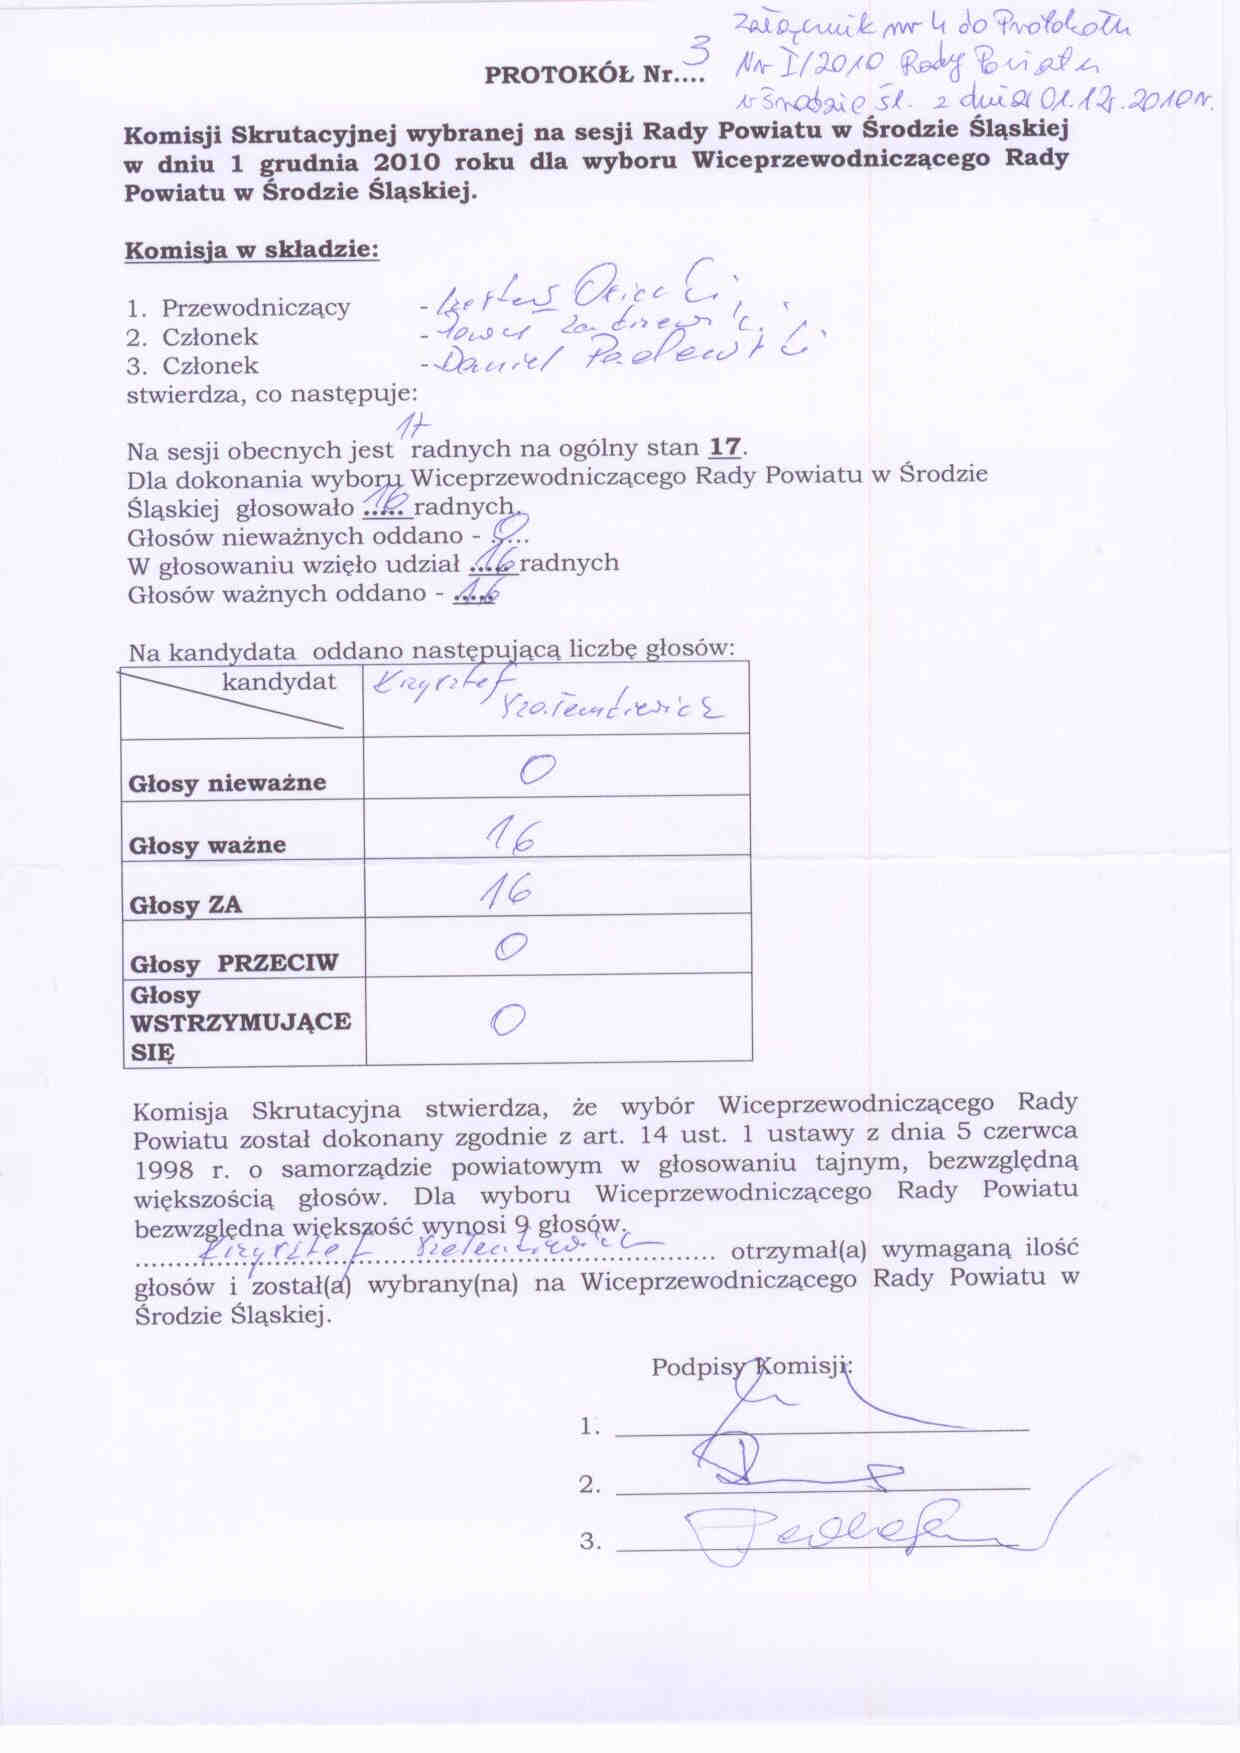 Załącznik nr 4 do Protokołu
Nr I/2010 Rady Powiatu
w Środzie Śl. z dnia 01.12.2010r.
PROTOKÓŁ Nr.... 3
Komisji Skrutacyjnej wybranej na sesji Rady Powiatu w Środzie Śląskiej
w dniu 1 grudnia 2010 roku dla wyboru Wiceprzewodniczącego Rady
Powiatu w Środzie Śląskiej.
Komisja w składzie:
1. Przewodniczący -
2. Członek - Paweł
3. Członek - Daniel
stwierdza, co następuje:
Na sesji obecnych jest 17 radnych na ogólny stan 17.
Dla dokonania wyboru Wiceprzewodniczącego Rady Powiatu w Środzie
Śląskiej głosowało 16 radnych.
Głosów nieważnych oddano - 0
W głosowaniu wzięło udział 16 radnych
Głosów ważnych oddano - 16
Na kandydata oddano następującą liczbę głosów:
kandydat Krzysztof
Głosy nieważne 0
Głosy ważne 16
Głosy ZA 16
Głosy PRZECIW 0
Głosy
WSTRZYMUJĄCE 0
SIĘ
Komisja Skrutacyjna stwierdza, że wybór Wiceprzewodniczącego Rady
Powiatu został dokonany zgodnie z art. 14 ust. 1 ustawy z dnia 5 czerwca
1998 r. o samorządzie powiatowym w głosowaniu tajnym, bezwzględną
większością głosów. Dla wyboru Wiceprzewodniczącego Rady Powiatu
bezwzględna większość wynosi 9 głosów.
Krzysztof otrzymał(a) wymaganą ilość
głosów i został(a) wybrany(na) na Wiceprzewodniczącego Rady Powiatu w
Środzie Śląskiej.
Podpisy Komisji:
1.
2.
3.